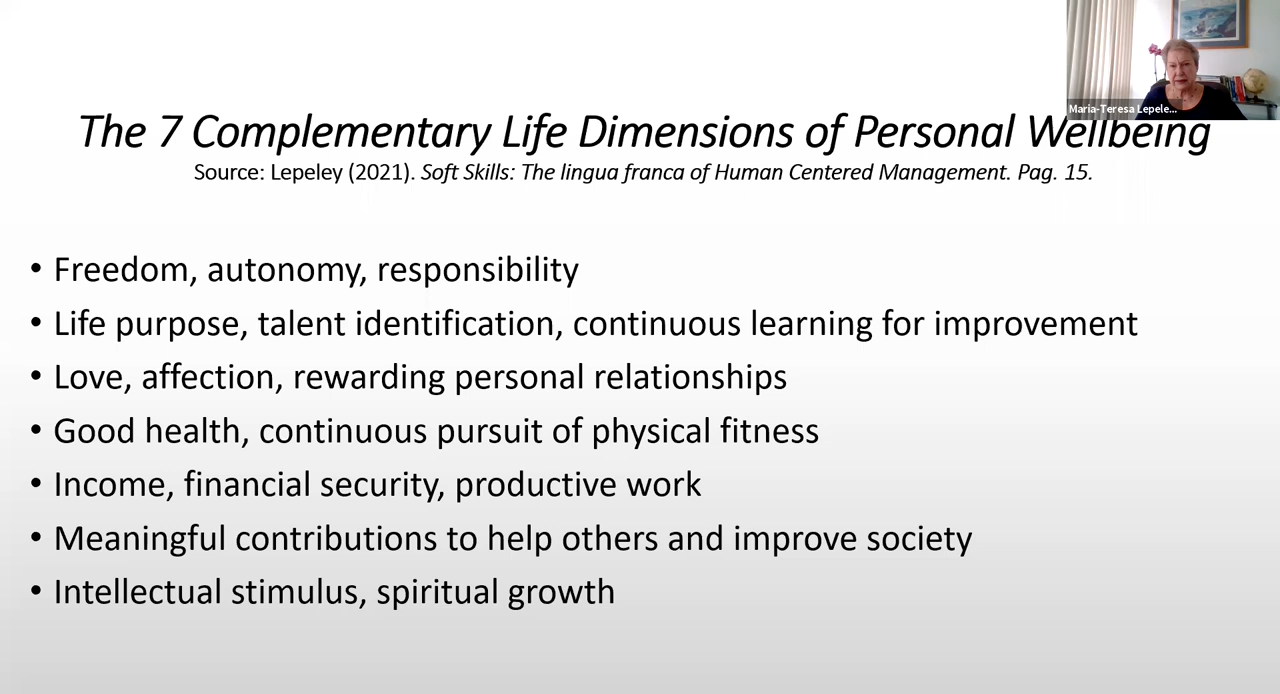 Maria-Teresa Lepele...
The 7 Complementary Life Dimensions of Personal Wellbeing
Source: Lepeley (2021). Soft Skills: The lingua franca of Human Centered Management. Pag. 15.
• Freedom, autonomy, responsibility
• Life purpose, talent identification, continuous learning for improvement
• Love, affection, rewarding personal relationships
• Good health, continuous pursuit of physical fitness
• Income, financial security, productive work
• Meaningful contributions to help others and improve society
• Intellectual stimulus, spiritual growth